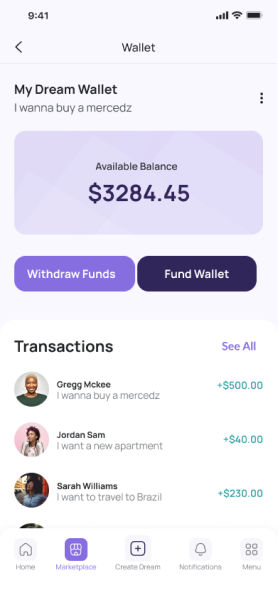 9:41
Wallet
My Dream Wallet
I wanna buy a mercedz
Available Balance
$3284.45
Withdraw Funds
Fund Wallet
Transactions
See All
Gregg Mckee
+$500.00
I wanna buy a mercedz
Jordan Sam
+$40.00
I want a new apartment
Sarah Williams
+$230.00
I want to travel to Brazil
Home
Marketplace
Create Dream
Notifications
Menu